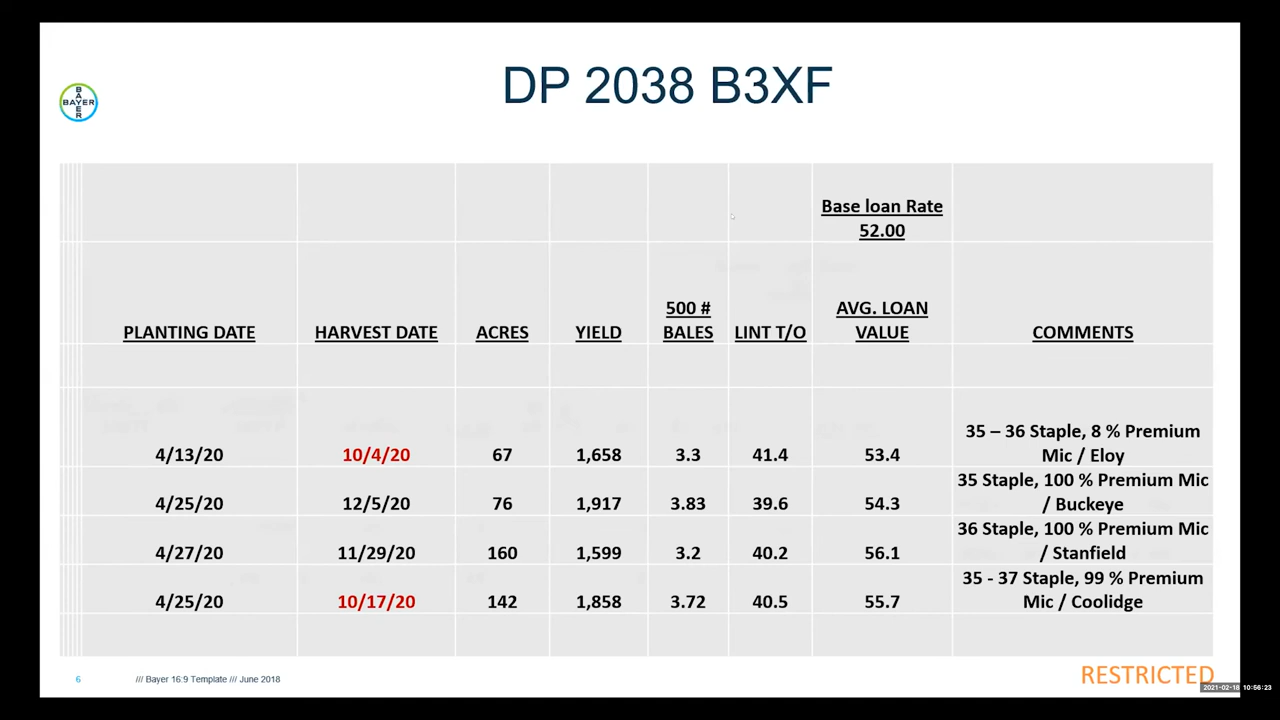 DP 2038 B3XF
BAYER
BAYER
Base loan Rate
52.00
500 #
AVG. LOAN
PLANTING DATE HARVEST DATE ACRES YIELD BALES LINT T/O VALUE COMMENTS
35 – 36 Staple, 8 % Premium
4/13/20 10/4/20 67 1,658 3.3 41.4 53.4 Mic / Eloy
35 Staple, 100 % Premium Mic
4/25/20 12/5/20 76 1,917 3.83 39.6 54.3 / Buckeye
36 Staple, 100 % Premium Mic
4/27/20 11/29/20 160 1,599 3.2 40.2 56.1 / Stanfield
35 - 37 Staple, 99 % Premium
4/25/20 10/17/20 142 1,858 3.72 40.5 55.7 Mic / Coolidge
6 /// Bayer 16:9 Template /// June 2018
RESTRICTED
2021-02-18 10:56:23